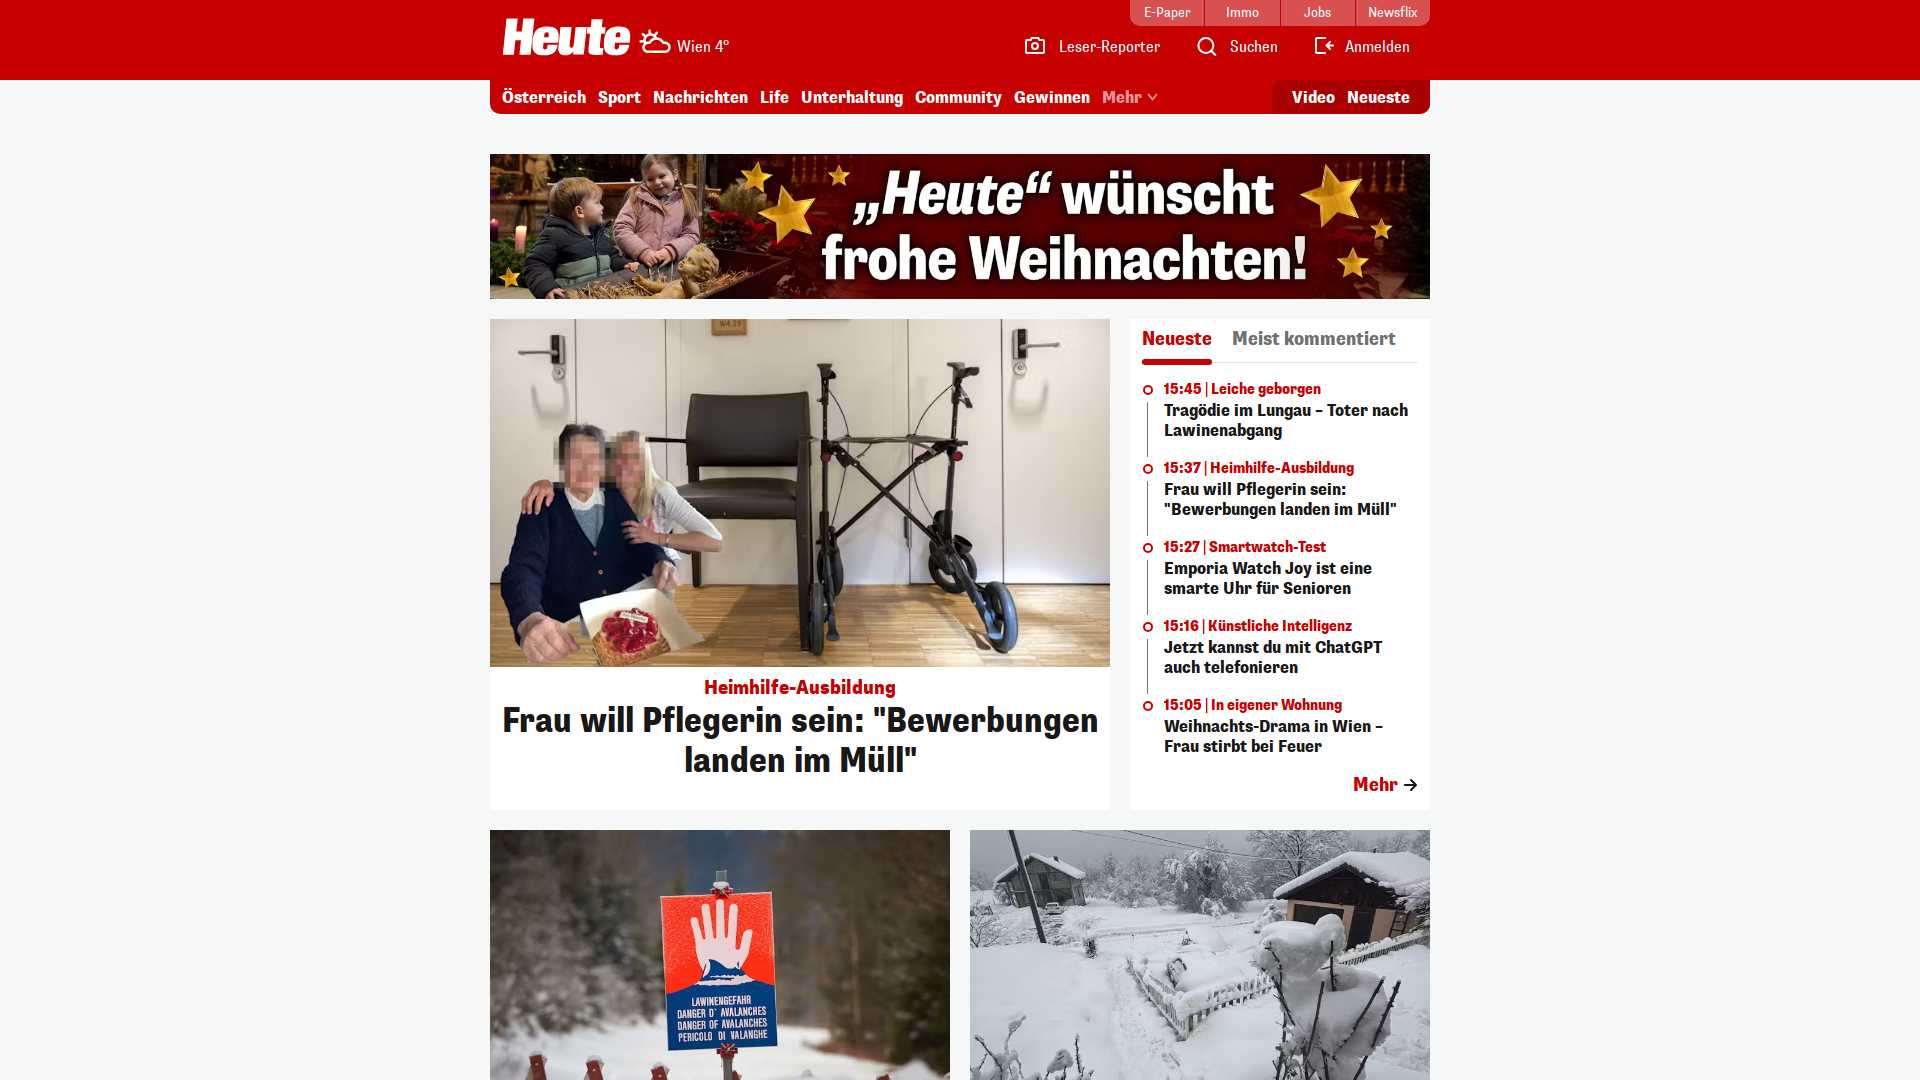 E-Paper
Immo
Jobs
Newsflix
Heute
Wien 4°
Leser-Reporter
Suchen
Anmelden
Österreich
Sport
Nachrichten
Life
Unterhaltung
Community
Gewinnen
Mehr
Video
Neueste
„Heute“ wünscht
frohe Weihnachten!
Heimhilfe-Ausbildung
Frau will Pflegerin sein: "Bewerbungen
landen im Müll"
Neueste
Meist kommentiert
15:45 | Leiche geborgen
Tragödie im Lungau – Toter nach
Lawinenabgang
15:37 | Heimhilfe-Ausbildung
Frau will Pflegerin sein:
"Bewerbungen landen im Müll"
15:27 | Smartwatch-Test
Emporia Watch Joy ist eine
smarte Uhr für Senioren
15:16 | Künstliche Intelligenz
Jetzt kannst du mit ChatGPT
auch telefonieren
15:05 | In eigener Wohnung
Weihnachts-Drama in Wien –
Frau stirbt bei Feuer
Mehr
LAWINENGEFAHR
DANGER D' AVALANCHES
DANGER OF AVALANCHES
PERICOLO DI VALANGHE